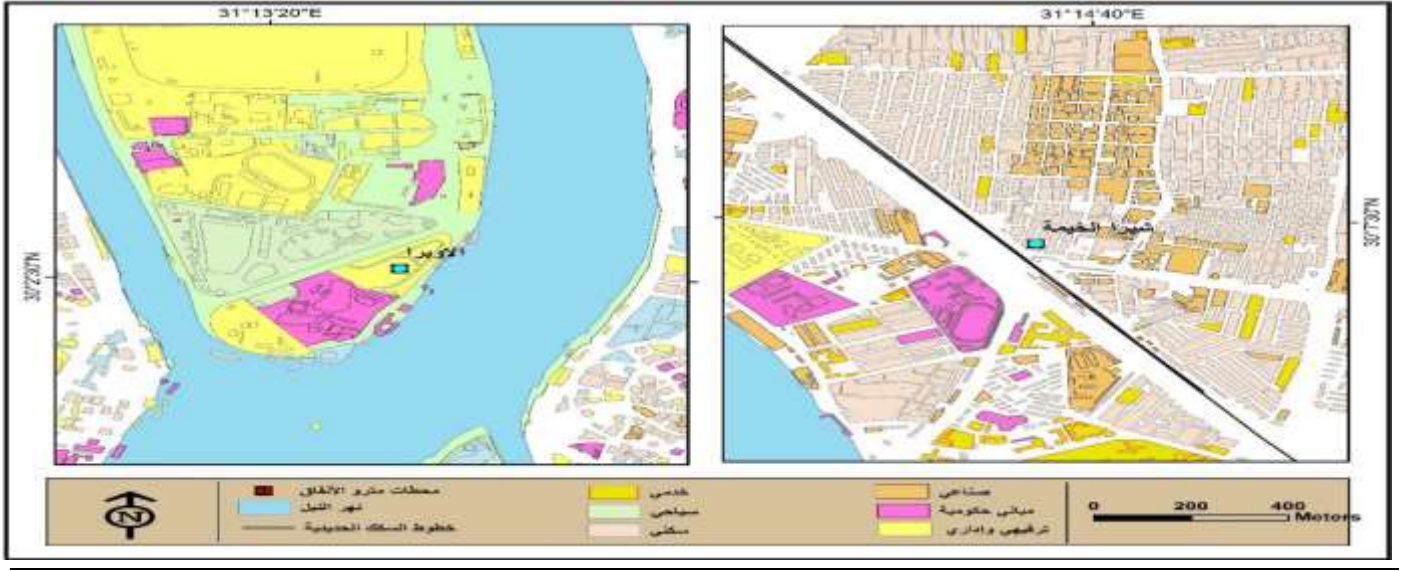 31°13'20"E
31°14'40"E
30°2'30"N
30°7'30"N
الأوبرا
شبرا الخيمة
N
محطات مترو الأنفاق
نهر النيل
خطوط السكك الحديدية
خدمي
سياحي
سكني
صناعي
مباني حكومية
ترفيهي وإداري
0 200 400
Meters